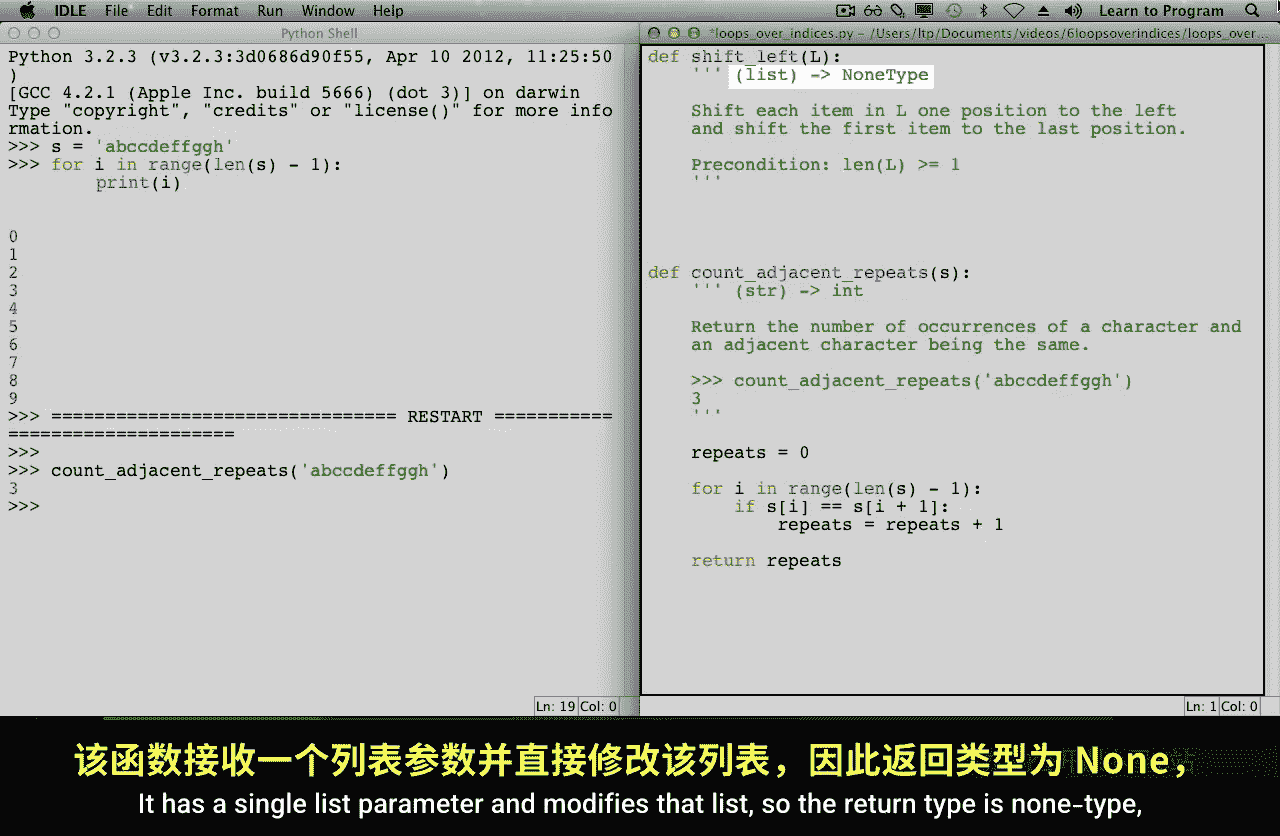 IDLE File Edit Format Run Window Help Learn to Program
Python Shell
Python 3.2.3 (v3.2.3:3d0686d90f55, Apr 10 2012, 11:25:50
)
[GCC 4.2.1 (Apple Inc. build 5666) (dot 3)] on darwin
Type "copyright", "credits" or "license()" for more info
rmation.
>>> s = 'abccdeffggh'
>>> for i in range(len(s) - 1):
        print(i)
0
1
2
3
4
5
6
7
8
9
>>> ================================ RESTART ===========
=====================
>>>
>>> count_adjacent_repeats('abccdeffggh')
3
>>>
Ln: 19 Col: 0
*loops_over_indices.py - /Users/ltp/Documents/videos/6loopsoverindices/loops_over...
def shift_left(L):
    ''' (list) -> NoneType
    Shift each item in L one position to the left
    and shift the first item to the last position.
    Precondition: len(L) >= 1
    '''
def count_adjacent_repeats(s):
    ''' (str) -> int
    Return the number of occurrences of a character and
    an adjacent character being the same.
    >>> count_adjacent_repeats('abccdeffggh')
    3
    '''
    repeats = 0
    for i in range(len(s) - 1):
        if s[i] == s[i + 1]:
            repeats = repeats + 1
    return repeats
Ln: 1 Col: 0
该函数接收一个列表参数并直接修改该列表，因此返回类型为 None，
It has a single list parameter and modifies that list, so the return type is none-type,